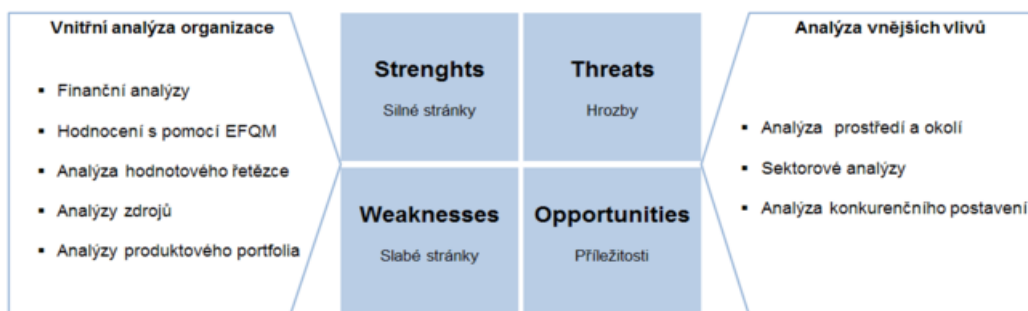 Vnitřní analýza organizace
▪ Finanční analýzy
▪ Hodnocení s pomocí EFQM
▪ Analýza hodnotového řetězce
▪ Analýzy zdrojů
▪ Analýzy produktového portfolia
Strenghts
Silné stránky
Threats
Hrozby
Weaknesses
Slabé stránky
Opportunities
Příležitosti
Analýza vnějších vlivů
▪ Analýza prostředí a okolí
▪ Sektorové analýzy
▪ Analýza konkurenčního postavení